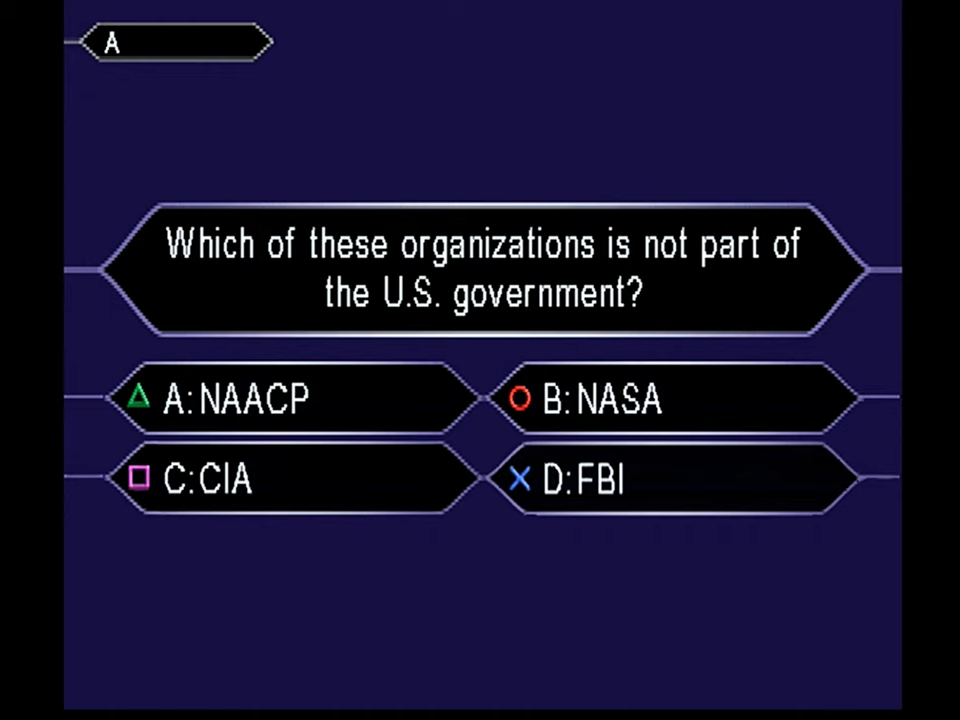 A
Which of these organizations is not part of
the U.S. government?
A: NAACP
B: NASA
C: CIA
D: FBI